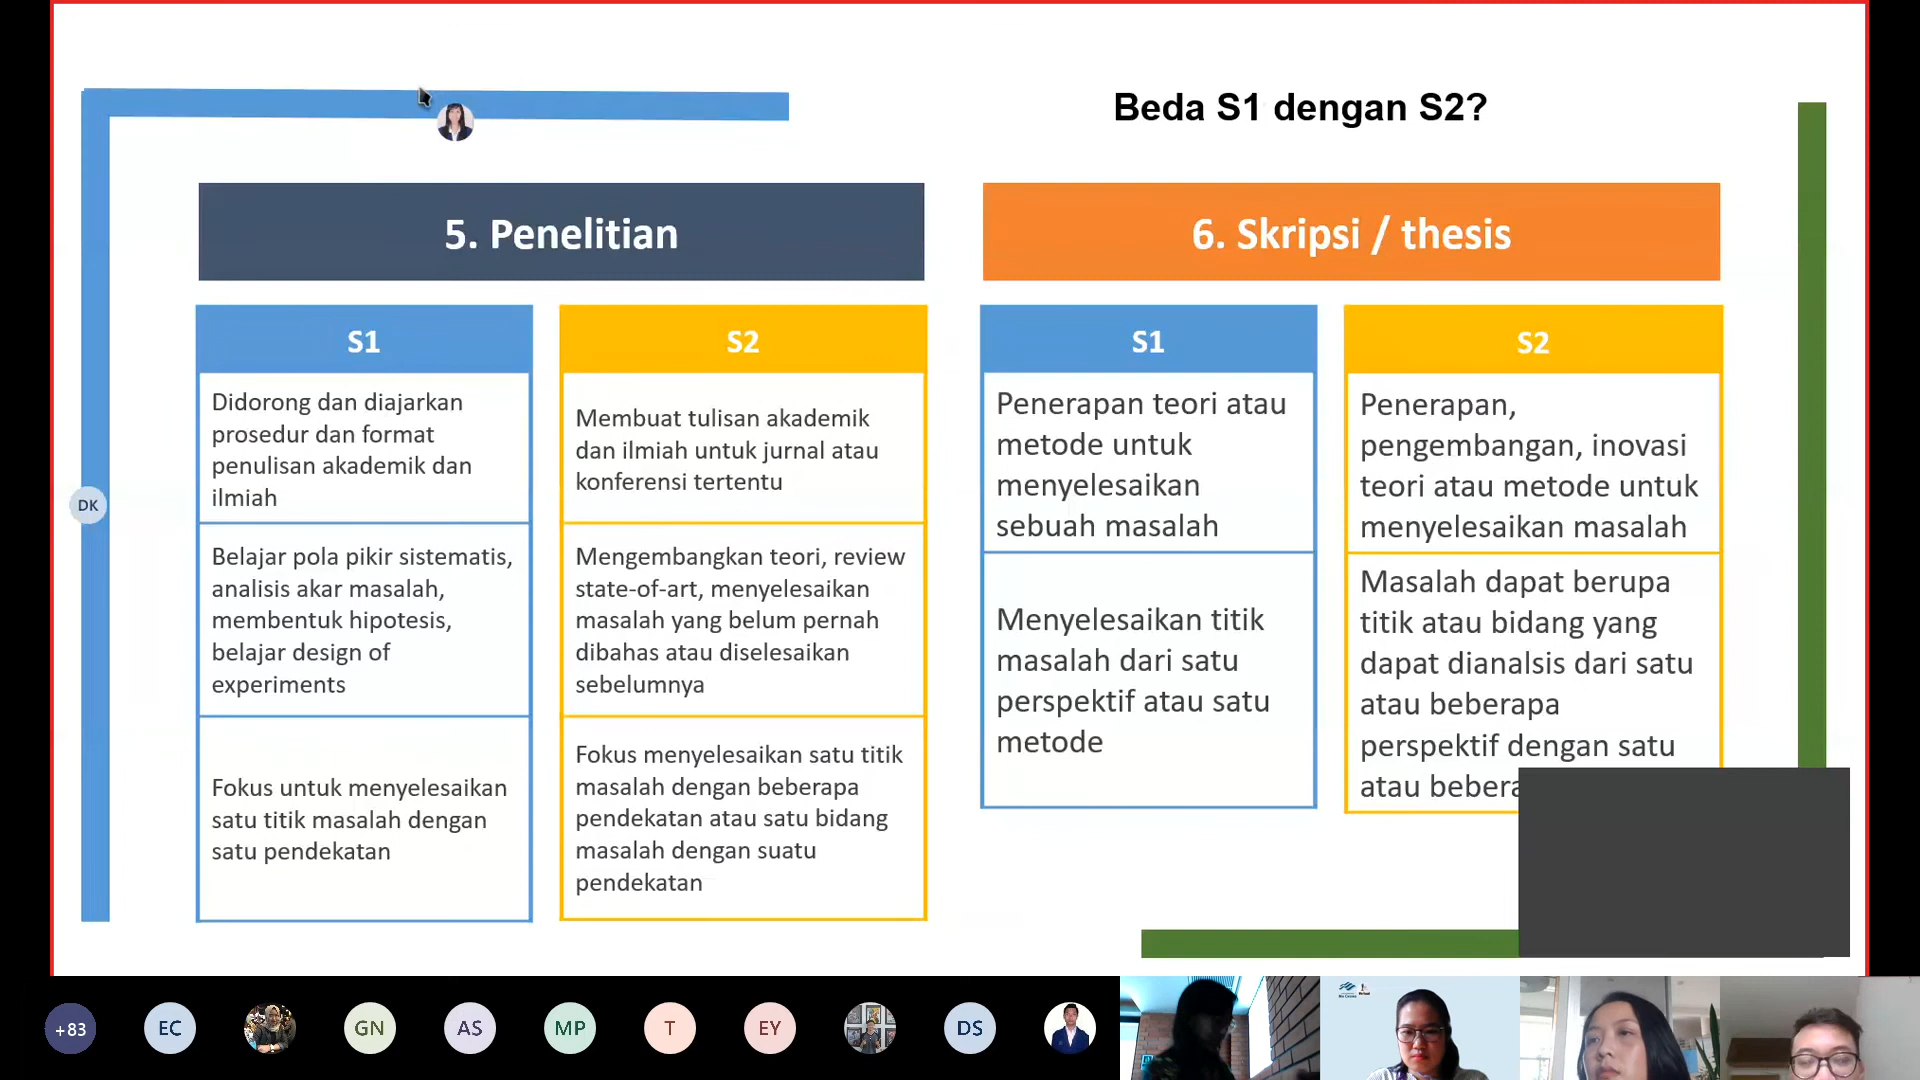 Beda S1 dengan S2?
5. Penelitian
S1
Didorong dan diajarkan
prosedur dan format
penulisan akademik dan
ilmiah
Belajar pola pikir sistematis,
analisis akar masalah,
membentuk hipotesis,
belajar design of
experiments
Fokus untuk menyelesaikan
satu titik masalah dengan
satu pendekatan
S2
Membuat tulisan akademik
dan ilmiah untuk jurnal atau
konferensi tertentu
Mengembangkan teori, review
state-of-art, menyelesaikan
masalah yang belum pernah
dibahas atau diselesaikan
sebelumnya
Fokus menyelesaikan satu titik
masalah dengan beberapa
pendekatan atau satu bidang
masalah dengan suatu
pendekatan
6. Skripsi / thesis
S1
Penerapan teori atau
metode untuk
menyelesaikan
sebuah masalah
Menyelesaikan titik
masalah dari satu
perspektif atau satu
metode
S2
Penerapan,
pengembangan, inovasi
teori atau metode untuk
menyelesaikan masalah
Masalah dapat berupa
titik atau bidang yang
dapat dianalsis dari satu
atau beberapa
perspektif dengan satu
atau
DK
+83
EC
GN
AS
MP
T
EY
DS